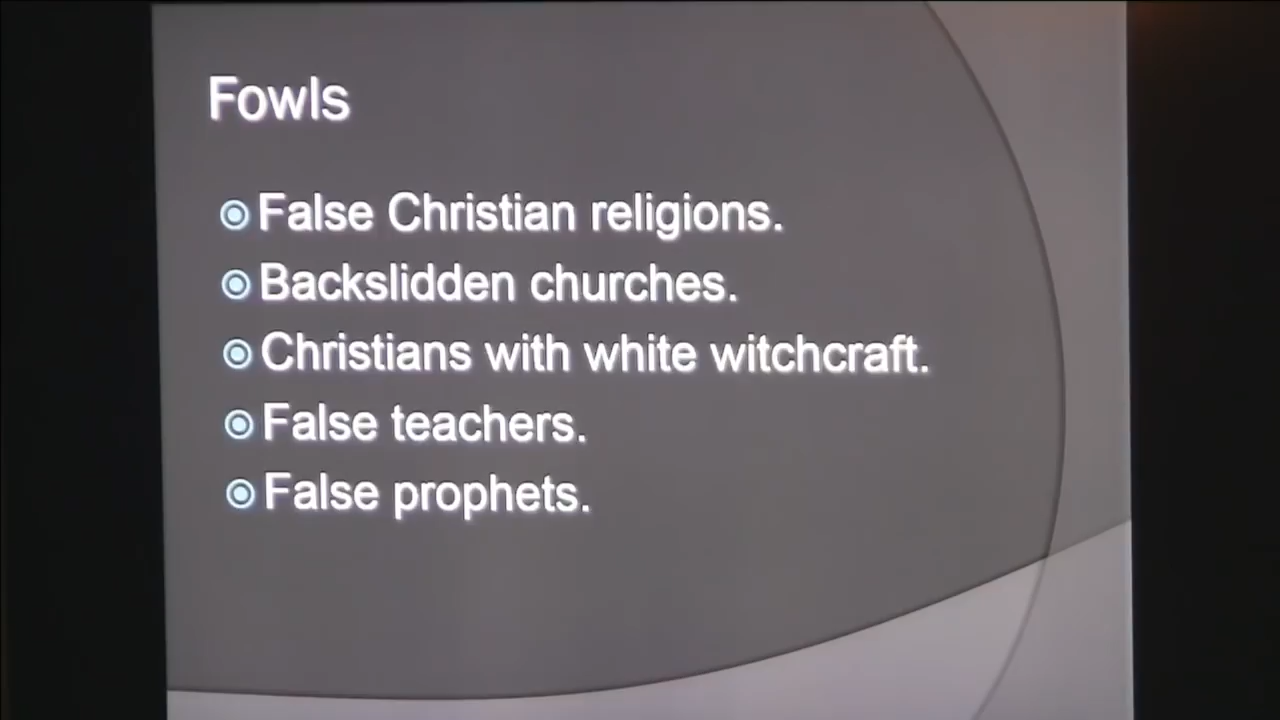 Fowls
False Christian religions.
Backslidden churches.
Christians with white witchcraft.
False teachers.
False prophets.